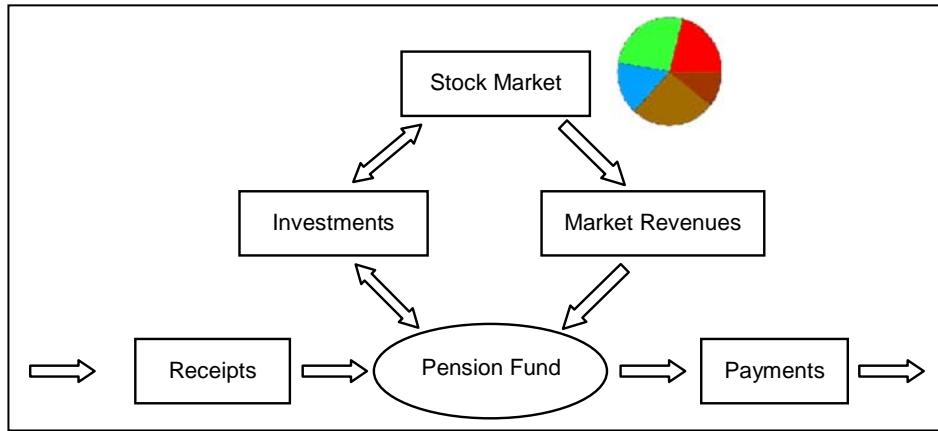 Stock Market
Investments
Market Revenues
Receipts
Pension Fund
Payments